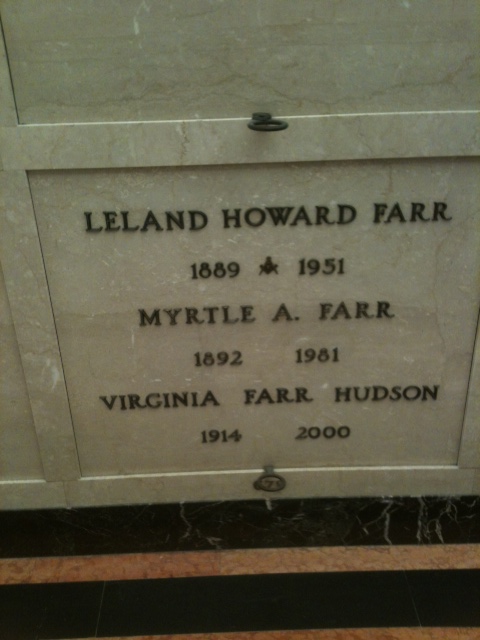 LELAND HOWARD FARR
1889 1951
MYRTLE A. FARR
1892 1981
VIRGINIA FARR HUDSON
1914 2000